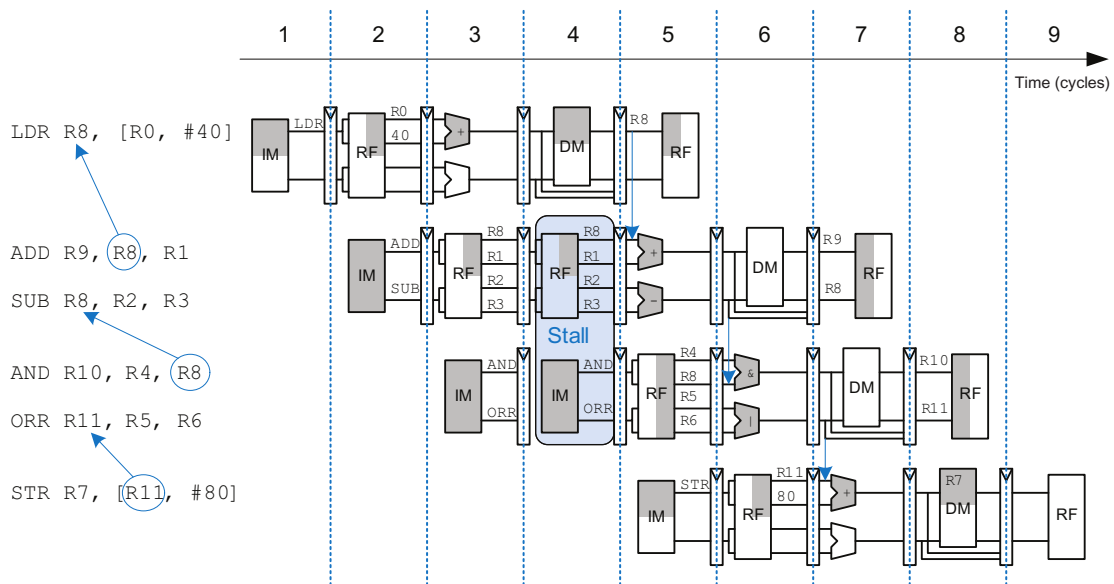 1 2 3 4 5 6 7 8 9
Time (cycles)
LDR R8, [R0, #40]
IM LDR RF R0 40 + DM R8 RF
ADD R9, R8, R1
IM ADD SUB RF R8 R1 R2 R3 RF R8 R1 R2 R3 + - DM R9 R8 RF
SUB R8, R2, R3
Stall
AND R10, R4, R8
IM AND ORR IM AND ORR RF R4 R8 R5 R6 & | DM R10 R11 RF
ORR R11, R5, R6
STR R7, [R11, #80]
IM STR RF R11 80 + R7 DM RF